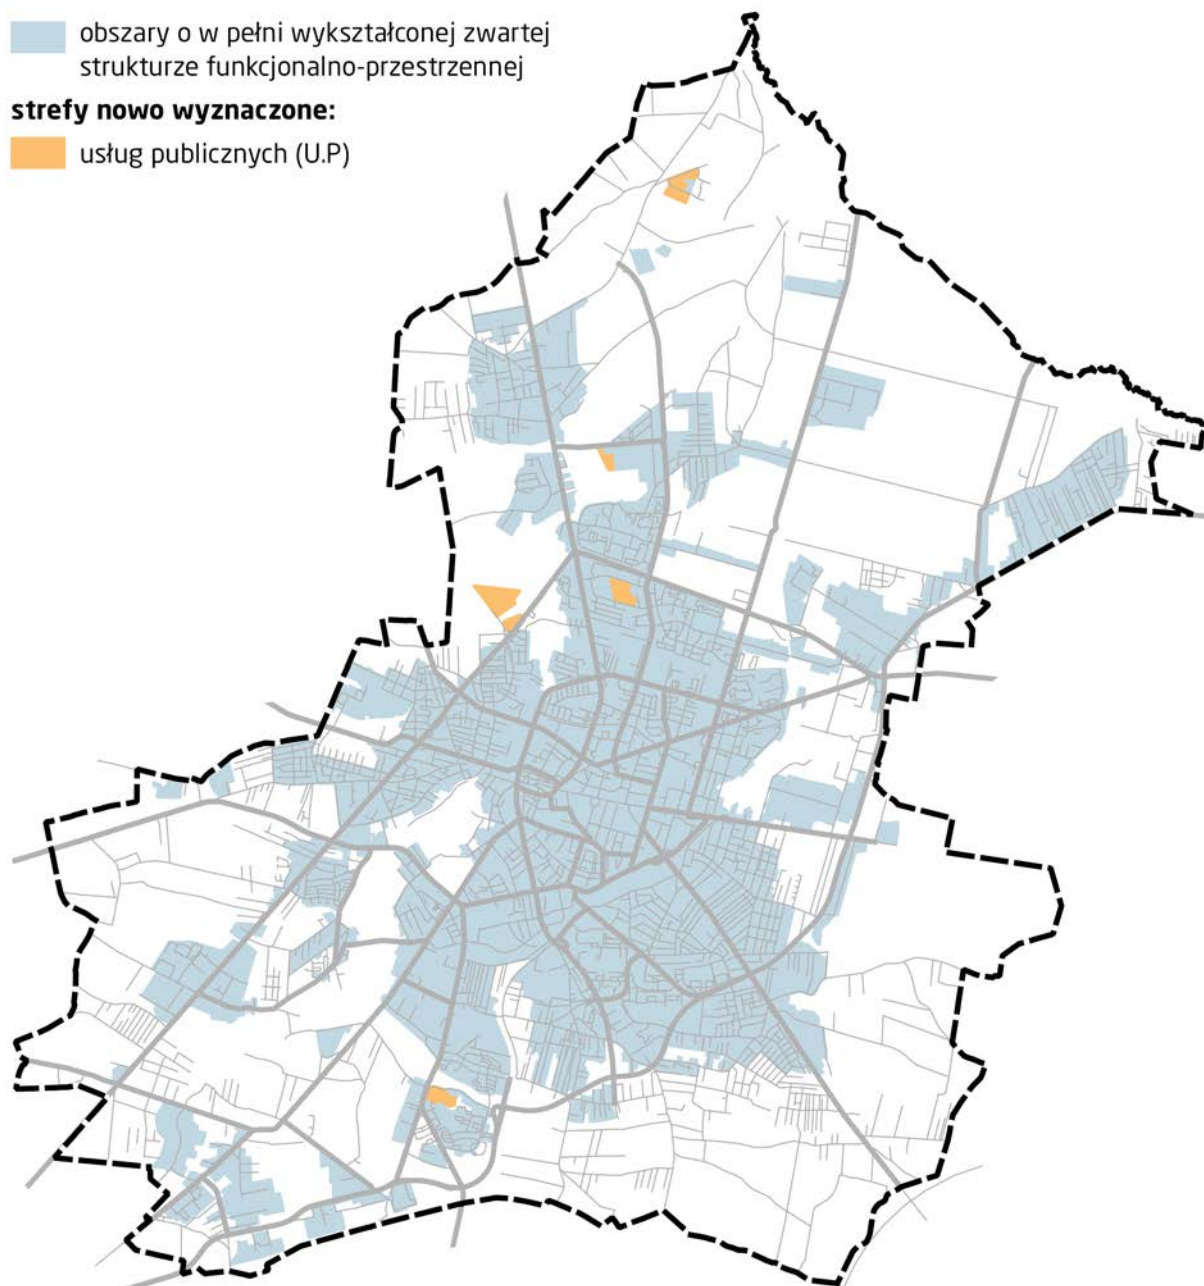 obszary o w pełni wykształconej zwartej
strukturze funkcjonalno-przestrzennej
strefy nowo wyznaczone:
usług publicznych (U.P)